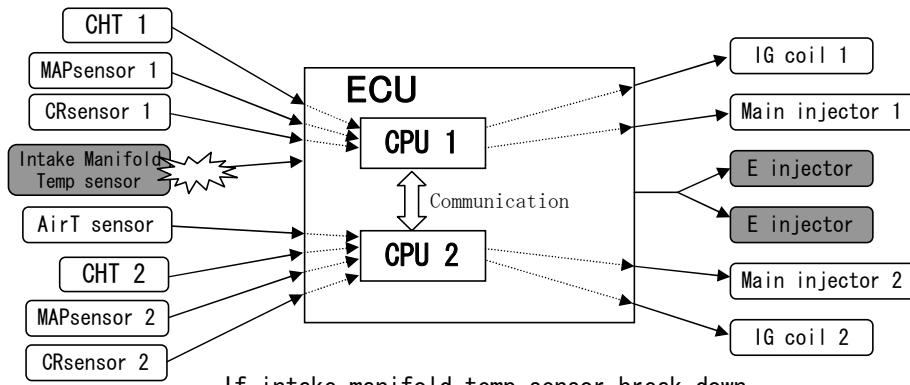 CHT 1
MAPsensor 1
CRsensor 1
Intake Manifold
Temp sensor
AirT sensor
CHT 2
MAPsensor 2
CRsensor 2
ECU
CPU 1
Communication
CPU 2
IG coil 1
Main injector 1
E injector
E injector
Main injector 2
IG coil 2
If intake manifold temp sensor break down